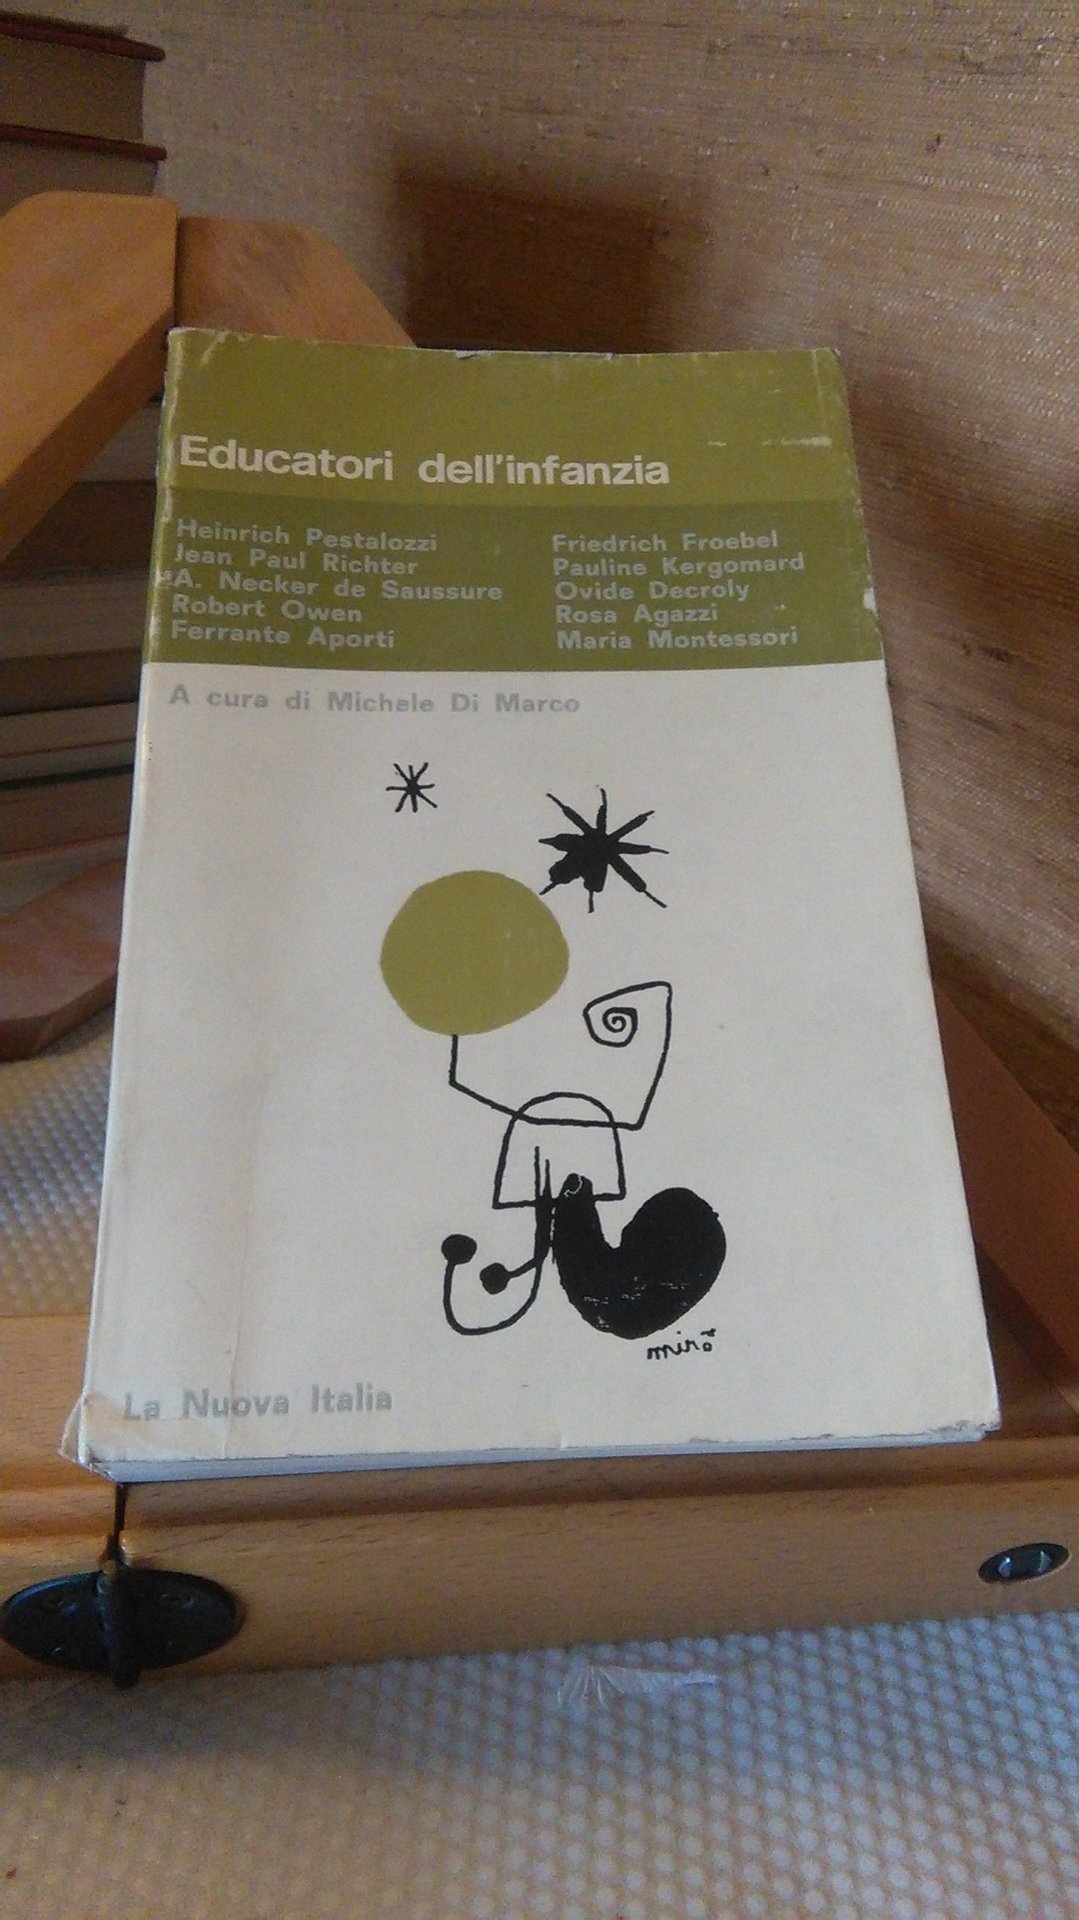 Educatori dell'infanzia
Heinrich Pestalozzi
Jean Paul Richter
A. Necker de Saussure
Robert Owen
Ferrante Aporti
Friedrich Froebel
Pauline Kergomard
Ovide Decroly
Rosa Agazzi
Maria Montessori
A cura di Michele Di Marco
miró
La Nuova Italia